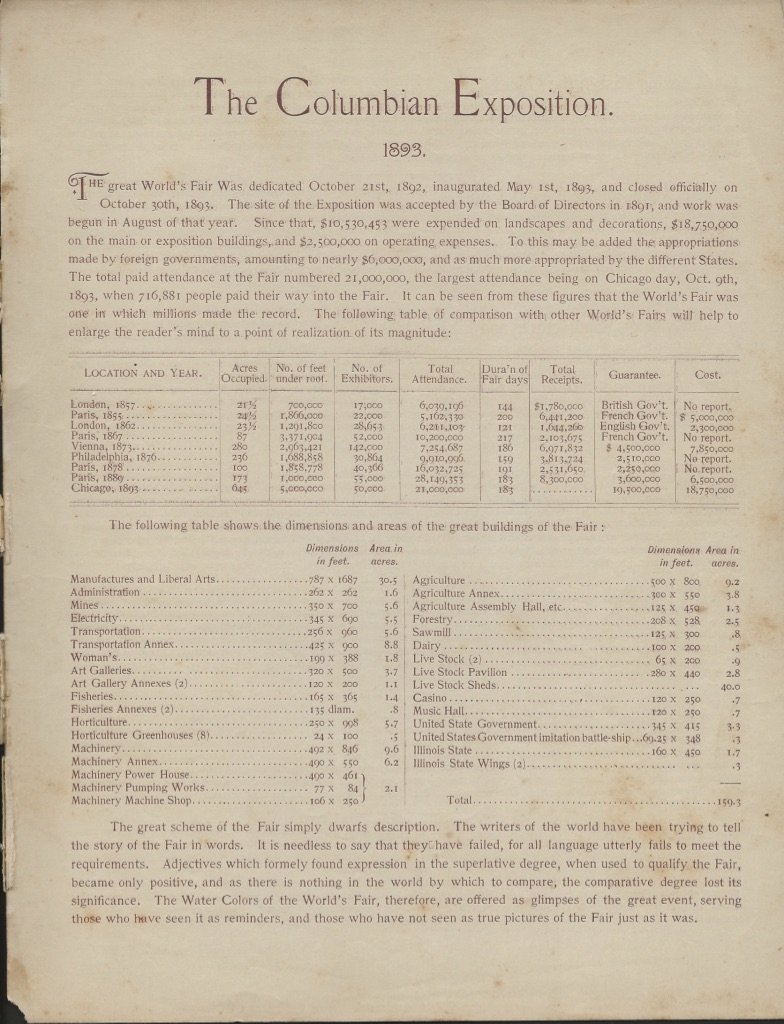 The Columbian Exposition.
1893.
THE great World's Fair Was dedicated October 21st, 1892, inaugurated May 1st, 1893, and closed officially on
October 30th, 1893. The site of the Exposition was accepted by the Board of Directors in 1891, and work was
begun in August of that year. Since that, $10,530,453 were expended on landscapes and decorations, $18,750,000
on the main or exposition buildings, and $2,500,000 on operating expenses. To this may be added the appropriations
made by foreign governments, amounting to nearly $6,000,000, and as much more appropriated by the different States.
The total paid attendance at the Fair numbered 21,000,000, the largest attendance being on Chicago day, Oct. 9th,
1893, when 716,881 people paid their way into the Fair. It can be seen from these figures that the World's Fair was
one in which millions made the record. The following table of comparison with other World's Fairs will help to
enlarge the reader's mind to a point of realization of its magnitude:
LOCATION AND YEAR. Acres Occupied. No. of feet under roof. No. of Exhibitors. Total Attendance. Dura'n of Fair days Total Receipts. Guarantee. Cost.
London, 1857 21½ 700,000 17,000 6,039,196 144 $1,780,000 British Gov't. No report.
Paris, 1855 24½ 1,866,000 22,000 5,162,330 200 6,441,200 French Gov't. $ 5,000,000
London, 1862 23½ 1,291,800 28,653 6,211,103 121 1,644,260 English Gov't. 2,300,000
Paris, 1867 87 3,371,904 52,000 10,200,000 217 2,103,675 French Gov't. No report.
Vienna, 1873 280 2,963,421 142,000 7,254,687 186 6,971,832 $ 4,500,000 7,850,000
Philadelphia, 1876 236 1,688,858 30,864 9,910,996 159 3,813,724 2,510,000 No report.
Paris, 1878 100 1,858,778 40,366 16,032,725 191 2,531,650 2,250,000 No report.
Paris, 1889 173 1,000,000 55,000 28,149,353 183 8,300,000 3,600,000 6,500,000
Chicago, 1893 645 5,000,000 50,000 21,000,000 183 ............ 19,500,000 18,750,000
The following table shows the dimensions and areas of the great buildings of the Fair :
Dimensions in feet. Area in acres.
Manufactures and Liberal Arts 787 x 1687 30.5
Administration 262 x 262 1.6
Mines 350 x 700 5.6
Electricity 345 x 690 5.5
Transportation 256 x 960 5.6
Transportation Annex 425 x 900 8.8
Woman's 199 x 388 1.8
Art Galleries 320 x 500 3.7
Art Gallery Annexes (2) 120 x 200 1.1
Fisheries 165 x 365 1.4
Fisheries Annexes (2) 135 diam. .8
Horticulture 250 x 998 5.7
Horticulture Greenhouses (8) 24 x 100 .5
Machinery 492 x 846 9.6
Machinery Annex 490 x 550 6.2
Machinery Power House 490 x 461
Machinery Pumping Works 77 x 84 2.1
Machinery Machine Shop 106 x 250
Dimensions in feet. Area in acres.
Agriculture 500 x 800 9.2
Agriculture Annex 300 x 550 3.8
Agriculture Assembly Hall, etc. 125 x 450 1.3
Forestry 208 x 528 2.5
Sawmill 125 x 300 .8
Dairy 100 x 200 .5
Live Stock (2) 65 x 200 .9
Live Stock Pavilion 280 x 440 2.8
Live Stock Sheds 40.0
Casino 120 x 250 .7
Music Hall 120 x 250 .7
United State Government 345 x 415 3.3
United States Government imitation battle-ship ...69.25 x 348 .3
Illinois State 160 x 450 1.7
Illinois State Wings (2) .3
Total 159.3
The great scheme of the Fair simply dwarfs description. The writers of the world have been trying to tell
the story of the Fair in words. It is needless to say that they have failed, for all language utterly fails to meet the
requirements. Adjectives which formely found expression in the superlative degree, when used to qualify the Fair,
became only positive, and as there is nothing in the world by which to compare, the comparative degree lost its
significance. The Water Colors of the World's Fair, therefore, are offered as glimpses of the great event, serving
those who have seen it as reminders, and those who have not seen as true pictures of the Fair just as it was.